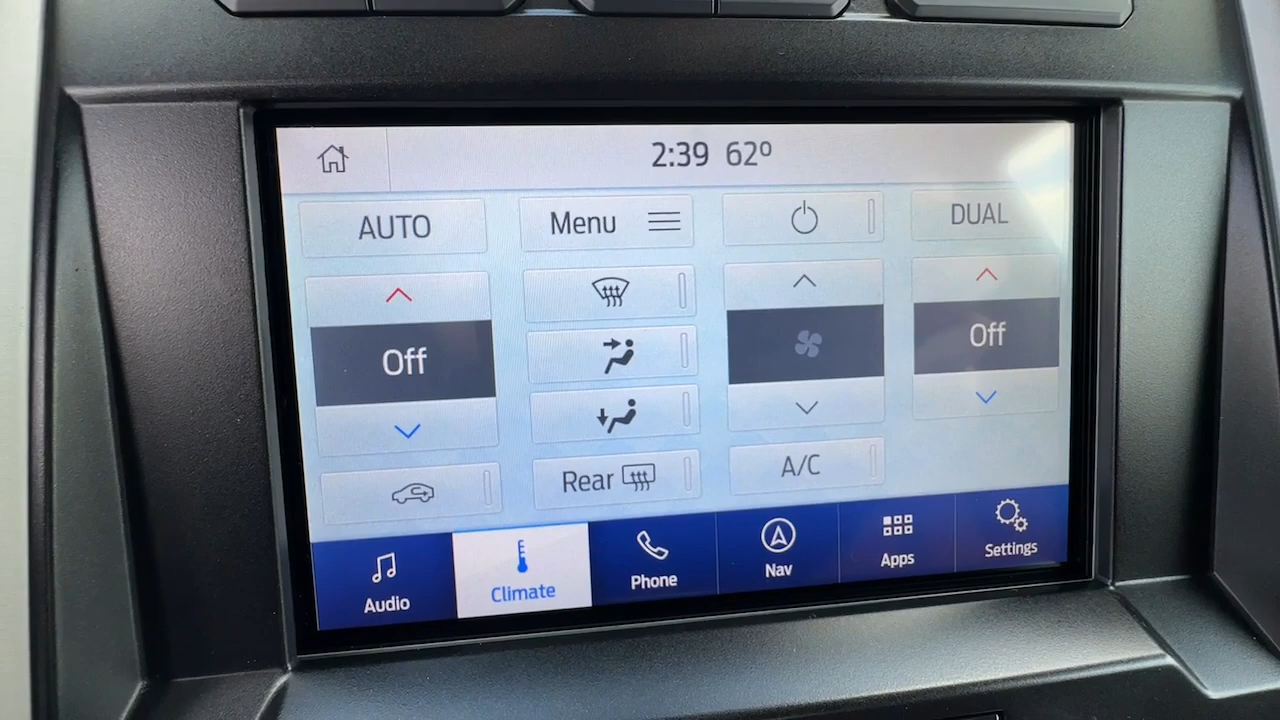 2:39 62º
AUTO
Menu
DUAL
Off
Off
Rear
A/C
Audio
Climate
Phone
Nav
Apps
Settings